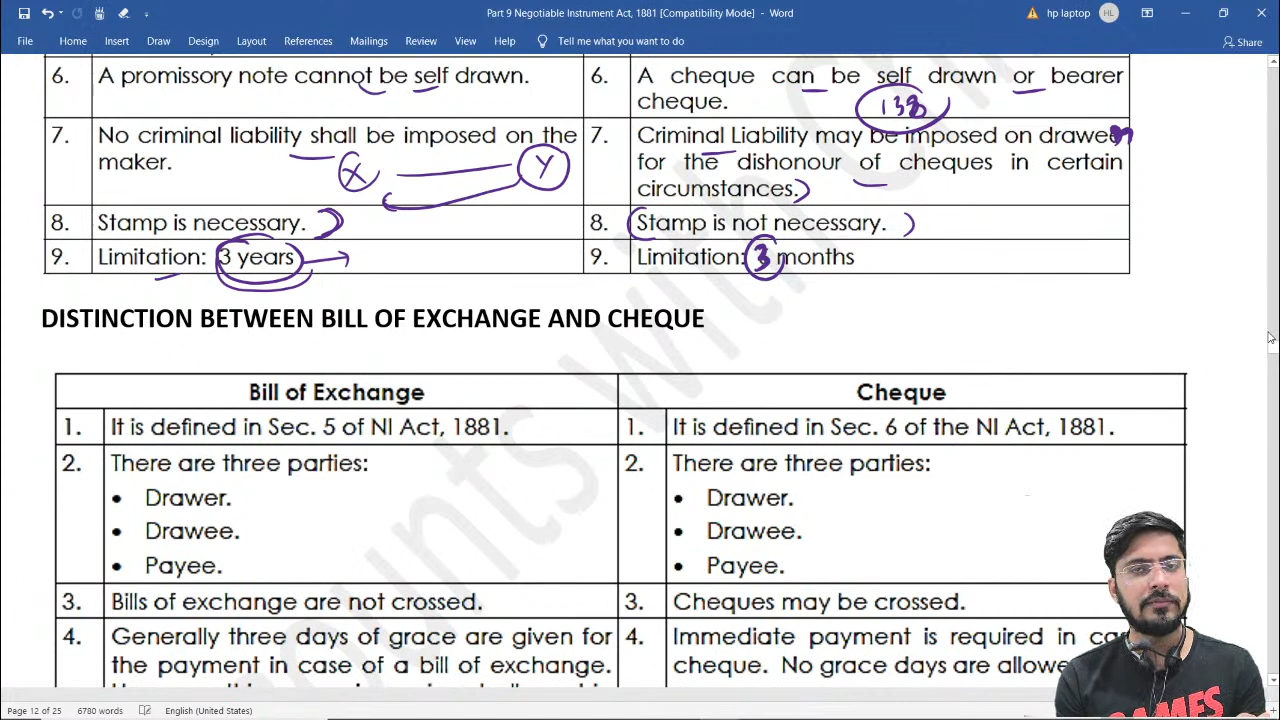 Part 9 Negotiable Instrument Act, 1881 [Compatibility Mode] - Word
hp laptop
HL
File Home Insert Draw Design Layout References Mailings Review View Help Tell me what you want to do
Share
6. A promissory note cannot be self drawn.
6. A cheque can be self drawn or bearer
cheque.
138
7. No criminal liability shall be imposed on the
maker.
X Y
7. Criminal Liability may be imposed on drawee
for the dishonour of cheques in certain
circumstances.
8. Stamp is necessary.
8. Stamp is not necessary.
9. Limitation: 3 years
9. Limitation: 3 months
DISTINCTION BETWEEN BILL OF EXCHANGE AND CHEQUE
Bill of Exchange
Cheque
1. It is defined in Sec. 5 of NI Act, 1881.
1. It is defined in Sec. 6 of the NI Act, 1881.
2. There are three parties:
• Drawer.
• Drawee.
• Payee.
2. There are three parties:
• Drawer.
• Drawee.
• Payee.
3. Bills of exchange are not crossed.
3. Cheques may be crossed.
4. Generally three days of grace are given for
the payment in case of a bill of exchange.
4. Immediate payment is required in
cheque. No grace days are
ounts with
GAMES
Page 12 of 25 6780 words English (United States)